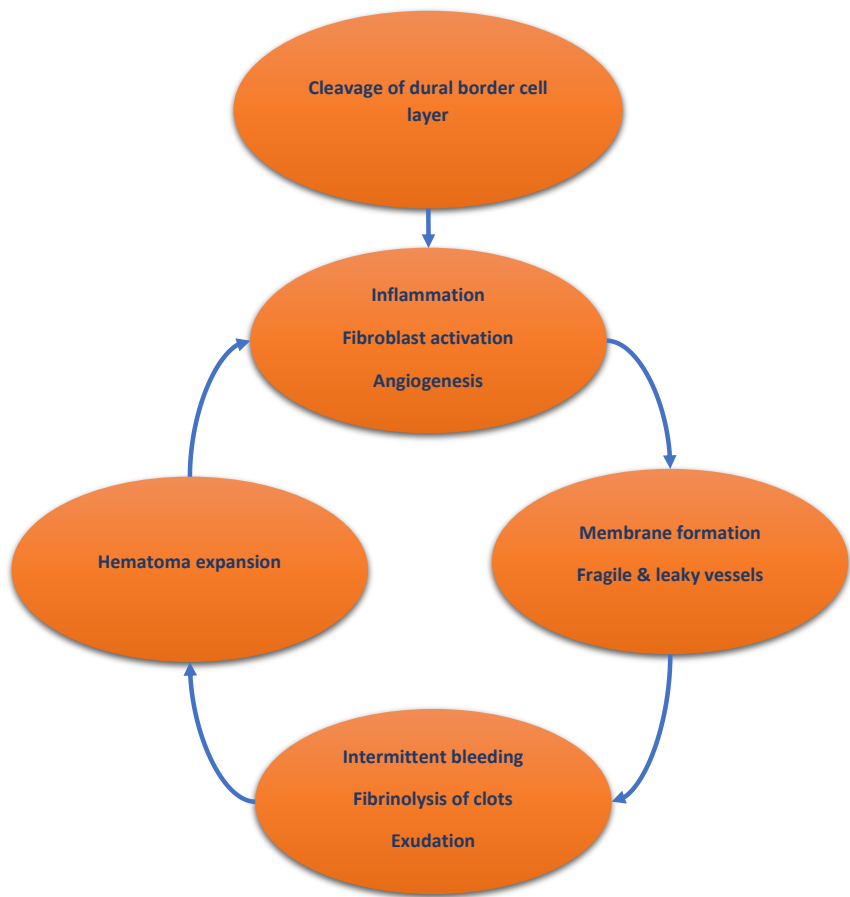 Cleavage of dural border cell
layer
Inflammation
Fibroblast activation
Angiogenesis
Membrane formation
Fragile & leaky vessels
Hematoma expansion
Intermittent bleeding
Fibrinolysis of clots
Exudation